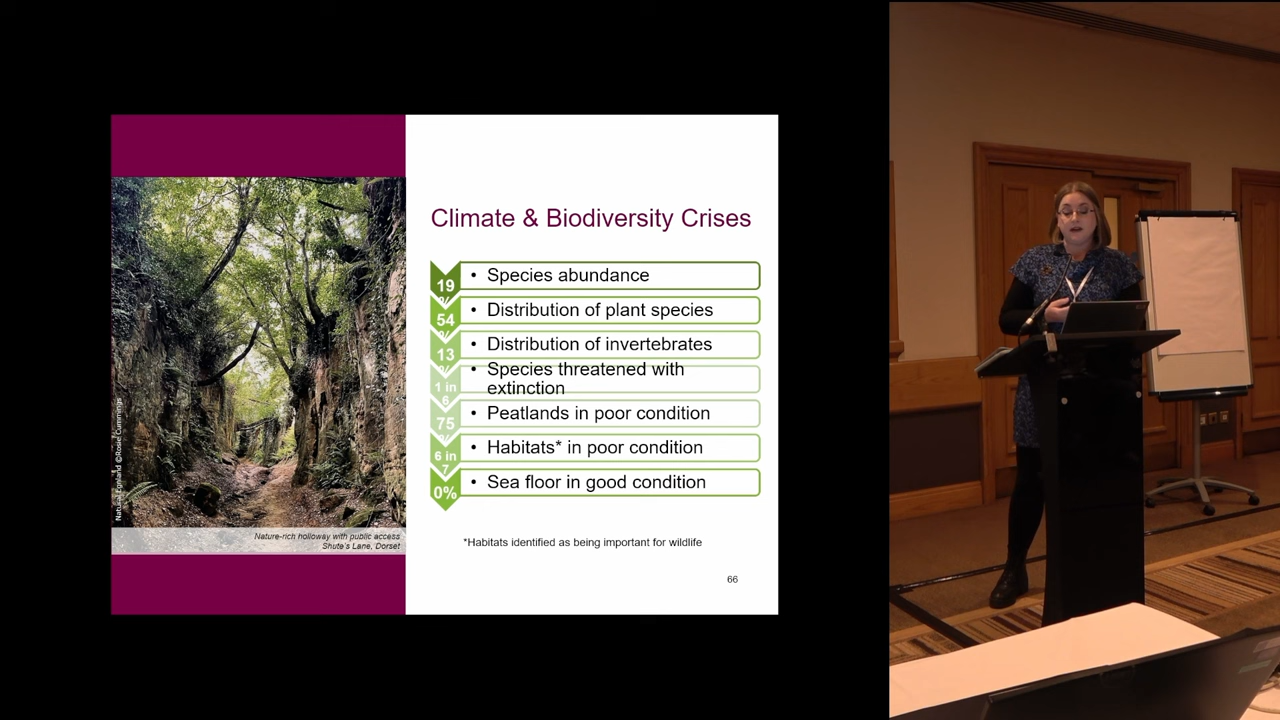 Climate & Biodiversity Crises
19
%
• Species abundance
54
%
• Distribution of plant species
13
%
• Distribution of invertebrates
1 in
6
• Species threatened with
extinction
75
• Peatlands in poor condition
6 in
7
• Habitats* in poor condition
0%
• Sea floor in good condition
*Habitats identified as being important for wildlife
66
Natural England ©Rosie Cummings
Nature-rich holloway with public access
Shute's Lane, Dorset